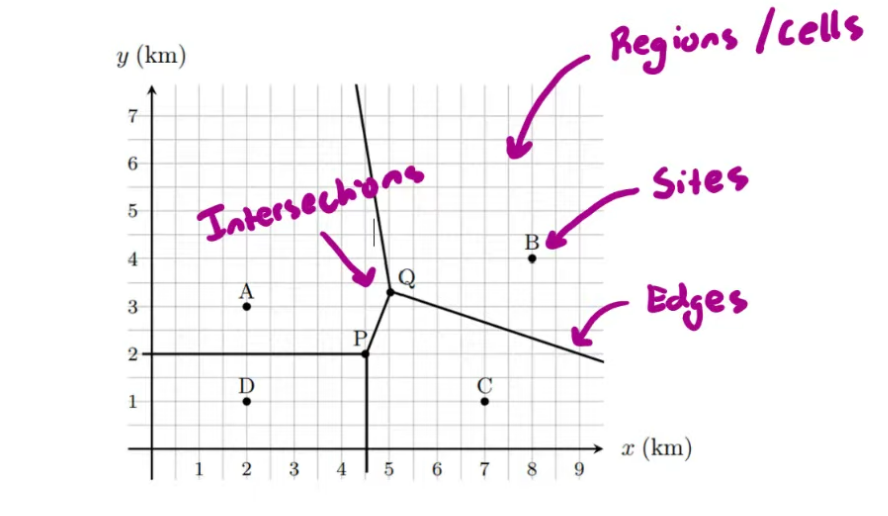 Regions / cells
y (km)
7
6
Intersections
Sites
5
B
4
Q
A
3
Edges
P
2
D
C
1
x (km)
1 2 3 4 5 6 7 8 9